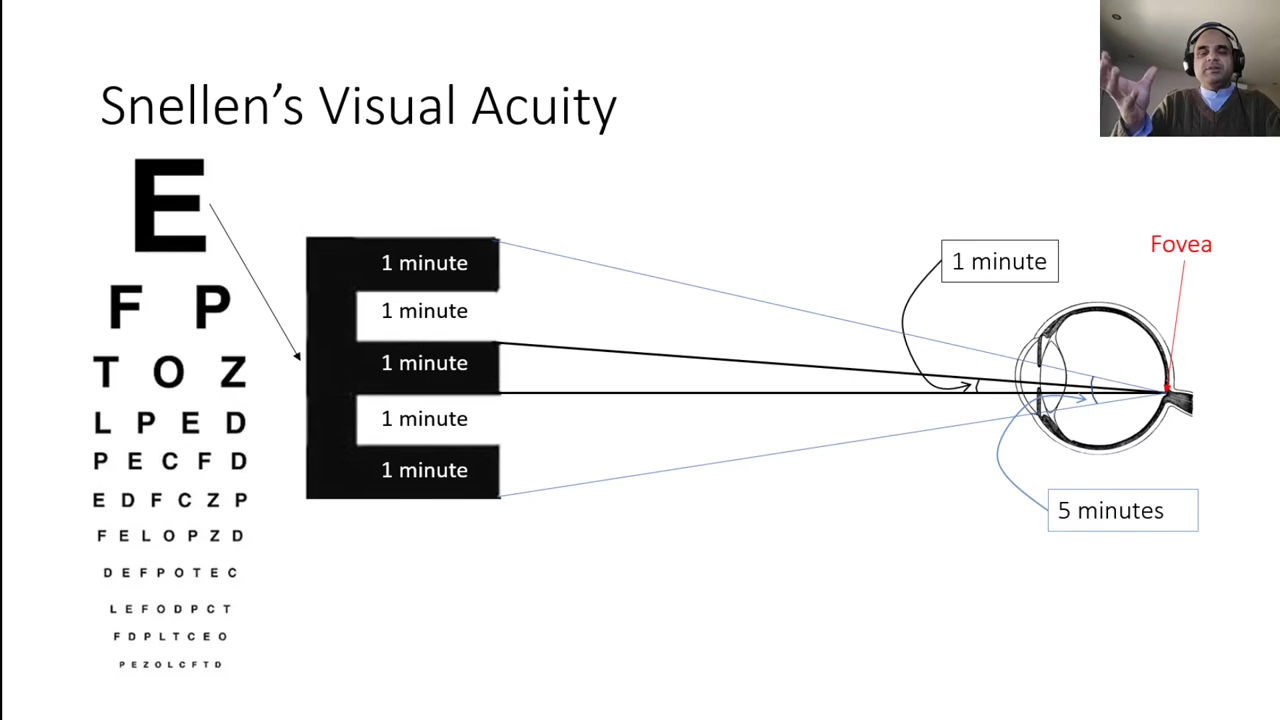 Snellen's Visual Acuity
E
F P
T O Z
L P E D
P E C F D
E D F C Z P
F E L O P Z D
D E F P O T E C
L E F O D P C T
F D P L T C E O
P E Z O L C F T D
1 minute
1 minute
1 minute
1 minute
1 minute
1 minute
Fovea
5 minutes